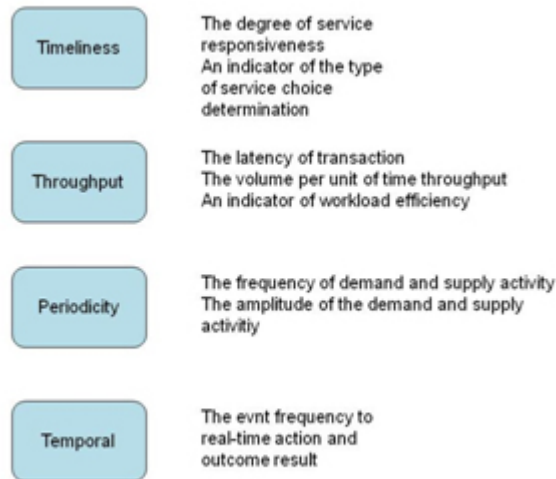 Timeliness
The degree of service
responsiveness
An indicator of the type
of service choice
determination
Throughput
The latency of transaction
The volume per unit of time throughput
An indicator of workload efficiency
Periodicity
The frequency of demand and supply activity
The amplitude of the demand and supply
activitiy
Temporal
The evnt frequency to
real-time action and
outcome result